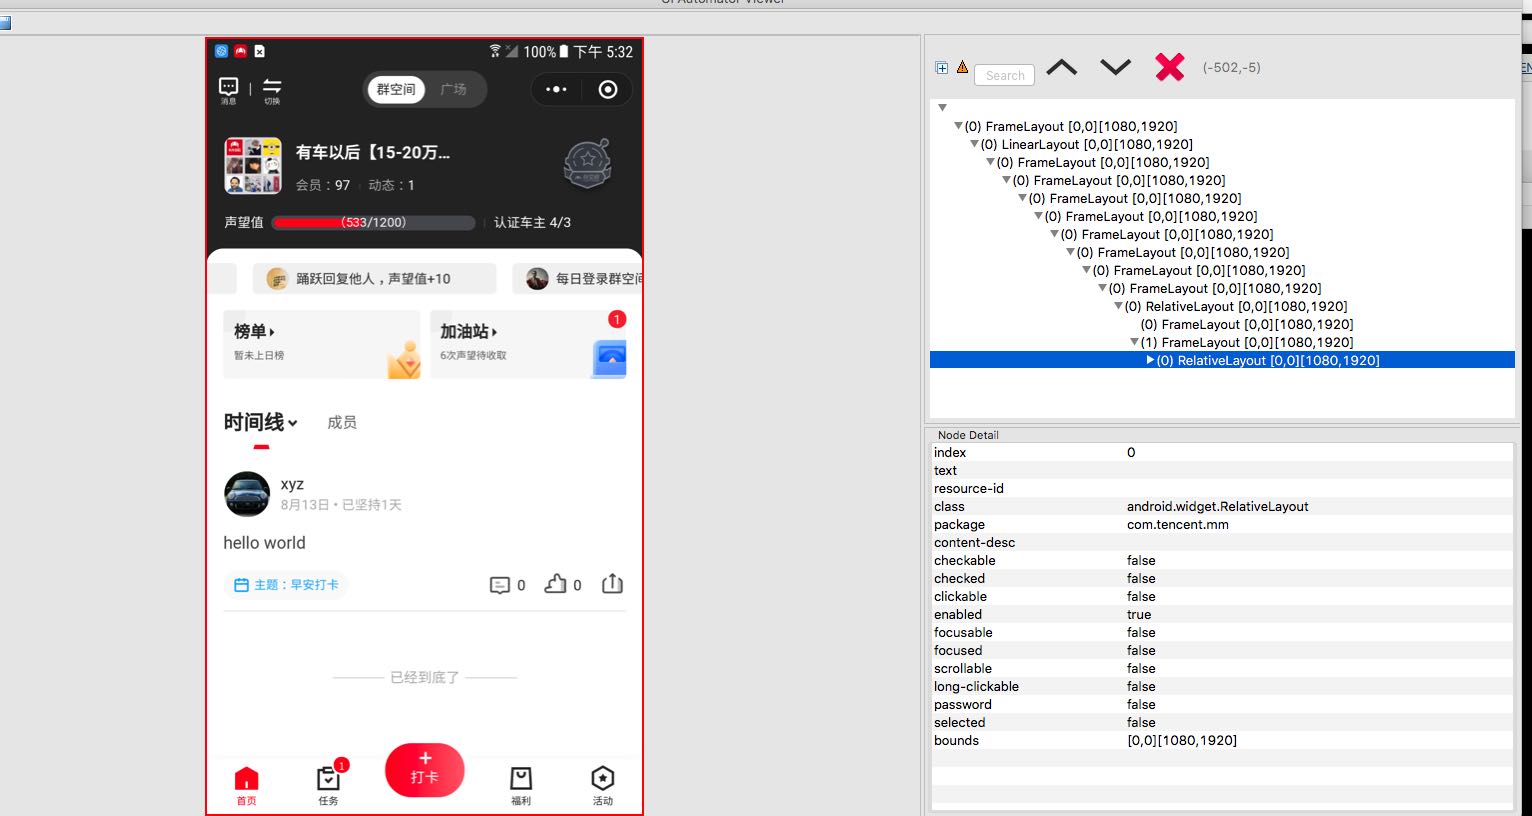 UI Automator Viewer
100% 下午 5:32
消息
切换
群空间
广场
有车以后【15-20万...
会员：97
动态：1
声望值
(533/1200)
认证车主 4/3
踊跃回复他人，声望值+10
每日登录群空间
榜单
暂未上日榜
加油站
6次声望待收取
1
时间线
成员
xyz
8月13日 • 已坚持1天
hello world
主题：早安打卡
0
0
已经到底了
首页
任务
1
+
打卡
福利
活动
Search
(-502,-5)
(0) FrameLayout [0,0][1080,1920]
(0) LinearLayout [0,0][1080,1920]
(0) FrameLayout [0,0][1080,1920]
(0) FrameLayout [0,0][1080,1920]
(0) FrameLayout [0,0][1080,1920]
(0) FrameLayout [0,0][1080,1920]
(0) FrameLayout [0,0][1080,1920]
(0) FrameLayout [0,0][1080,1920]
(0) FrameLayout [0,0][1080,1920]
(0) FrameLayout [0,0][1080,1920]
(0) RelativeLayout [0,0][1080,1920]
(0) FrameLayout [0,0][1080,1920]
(1) FrameLayout [0,0][1080,1920]
(0) RelativeLayout [0,0][1080,1920]
Node Detail
index 0
text
resource-id
class android.widget.RelativeLayout
package com.tencent.mm
content-desc
checkable false
checked false
clickable false
enabled true
focusable false
focused false
scrollable false
long-clickable false
password false
selected false
bounds [0,0][1080,1920]
EN